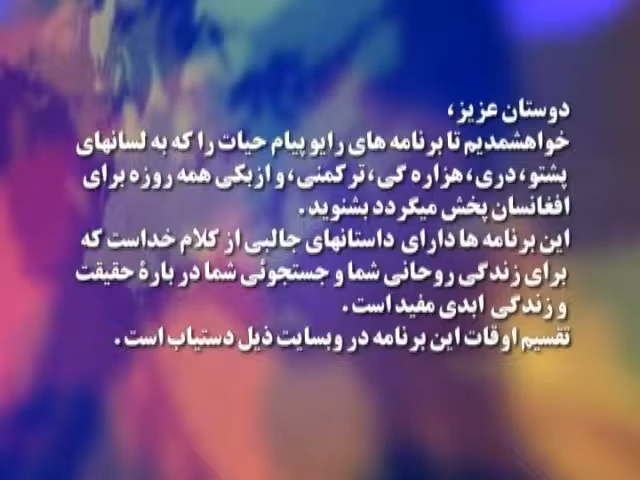 دوستان عزیز،
خواهشمدیم تا برنامه های رایو پیام حیات را که به لسانهای
پشتو، دری، هزاره گی، ترکمنی، و ازبکی همه روزه برای
افغانسان پخش میگردد بشنوید.
این برنامه ها دارای داستانهای جالبی از کلام خداست که
برای زندگی روحانی شما و جستجوئی شما در بارهٔ حقیقت
و زندگی ابدی مفید است.
تقسیم اوقات این برنامه در وبسایت ذیل دستیاب است.